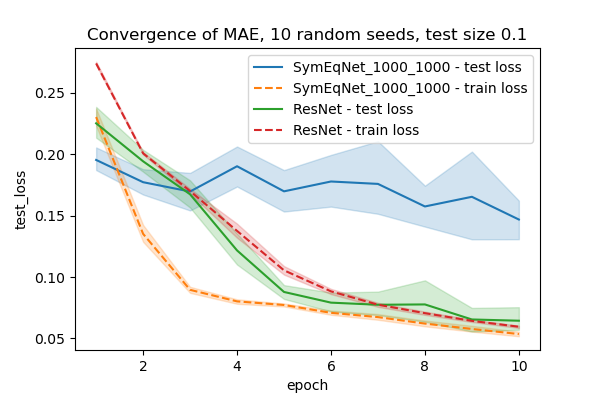 Convergence of MAE, 10 random seeds, test size 0.1
SymEqNet_1000_1000 - test loss
SymEqNet_1000_1000 - train loss
ResNet - test loss
ResNet - train loss
0.25
0.20
0.15
0.10
0.05
test_loss
2 4 6 8 10
epoch